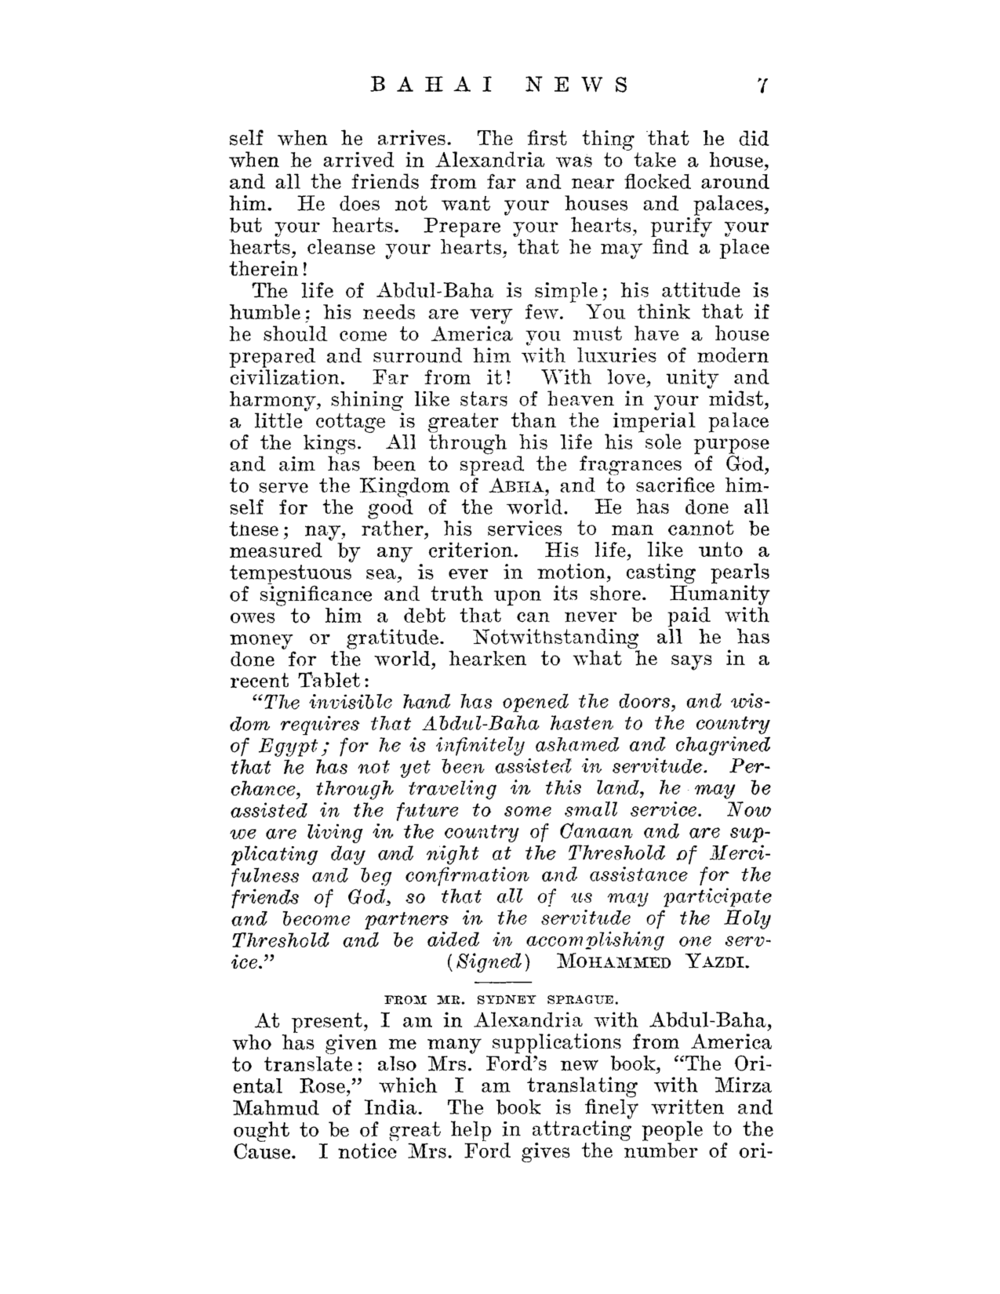 BAHAI NEWS 7
self when he arrives. The first thing that he did
when he arrived in Alexandria was to take a house,
and all the friends from far and near flocked around
him. He does not want your houses and palaces,
but your hearts. Prepare your hearts, purify your
hearts, cleanse your hearts, that he may find a place
therein!
The life of Abdul-Baha is simple; his attitude is
humble; his needs are very few. You think that if
he should come to America you must have a house
prepared and surround him with luxuries of modern
civilization. Far from it! With love, unity and
harmony, shining like stars of heaven in your midst,
a little cottage is greater than the imperial palace
of the kings. All through his life his sole purpose
and aim has been to spread the fragrances of God,
to serve the Kingdom of ABHA, and to sacrifice him-
self for the good of the world. He has done all
tnese; nay, rather, his services to man cannot be
measured by any criterion. His life, like unto a
tempestuous sea, is ever in motion, casting pearls
of significance and truth upon its shore. Humanity
owes to him a debt that can never be paid with
money or gratitude. Notwithstanding all he has
done for the world, hearken to what he says in a
recent Tablet:
"The invisible hand has opened the doors, and wis-
dom requires that Abdul-Baha hasten to the country
of Egypt; for he is infinitely ashamed and chagrined
that he has not yet been assisted in servitude. Per-
chance, through traveling in this land, he may be
assisted in the future to some small service. Now
we are living in the country of Canaan and are sup-
plicating day and night at the Threshold of Merci-
fulness and beg confirmation and assistance for the
friends of God, so that all of us may participate
and become partners in the servitude of the Holy
Threshold and be aided in accomplishing one serv-
ice." (Signed) MOHAMMED YAZDI.
FROM MR. SYDNEY SPRAGUE.
At present, I am in Alexandria with Abdul-Baha,
who has given me many supplications from America
to translate: also Mrs. Ford's new book, "The Ori-
ental Rose," which I am translating with Mirza
Mahmud of India. The book is finely written and
ought to be of great help in attracting people to the
Cause. I notice Mrs. Ford gives the number of ori-